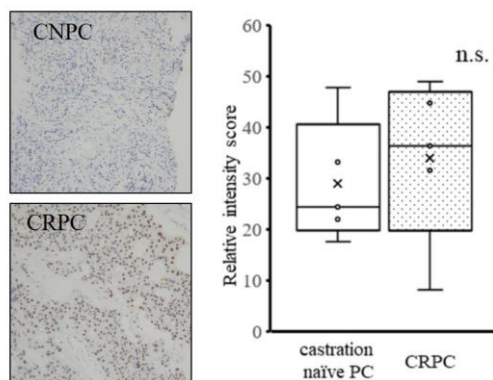 CNPC
CRPC
Relative intensity score
60
50
40
30
20
10
0
n.s.
castration
naïve PC
CRPC